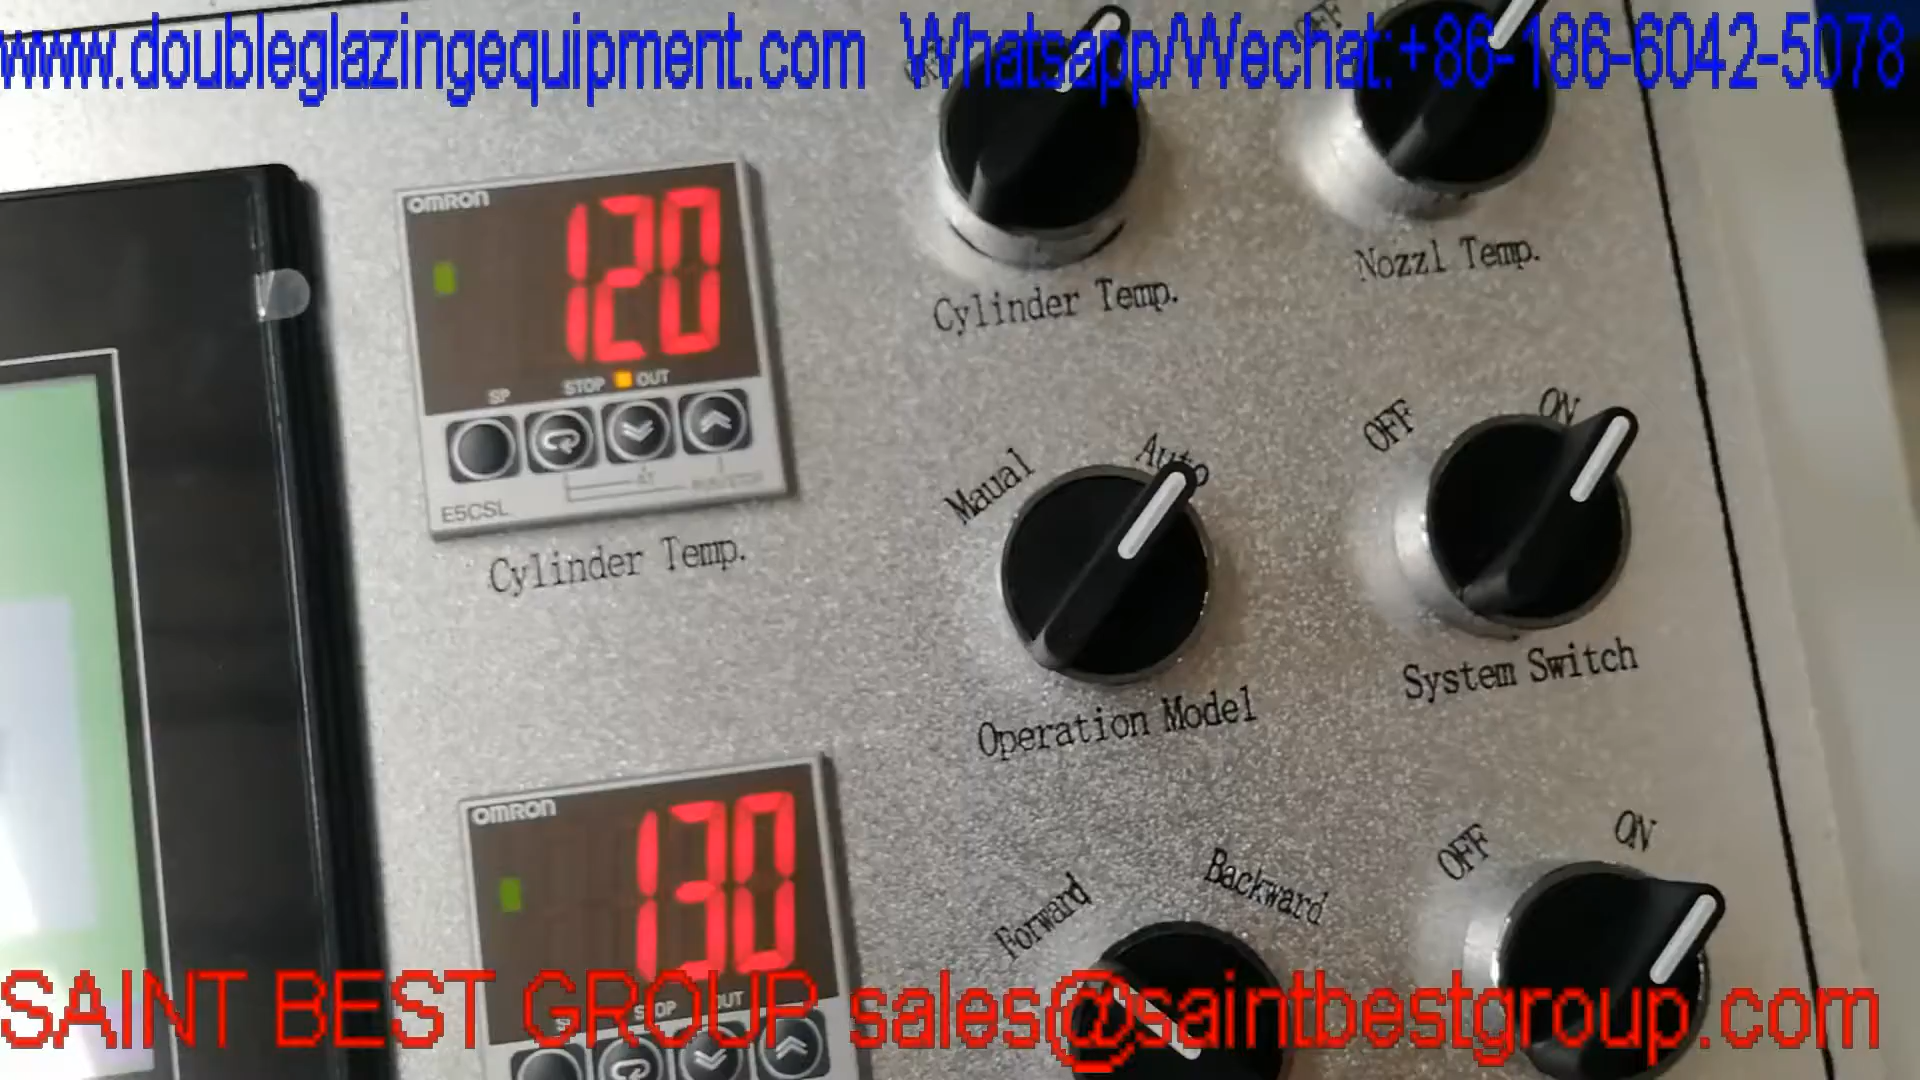 www.doubleglazingequipment.com Whatsapp/Wechat:+86-186-6042-5078
OFF
OMRON
120
SP STOP OUT
E5CSL
Cylinder Temp.
Cylinder Temp.
Nozzl Temp.
Maual Auto
Operation Model
OFF ON
System Switch
OMRON
130
STOP
Forward Backward
OFF ON
SAINT BEST GROUP sales@saintbestgroup.com